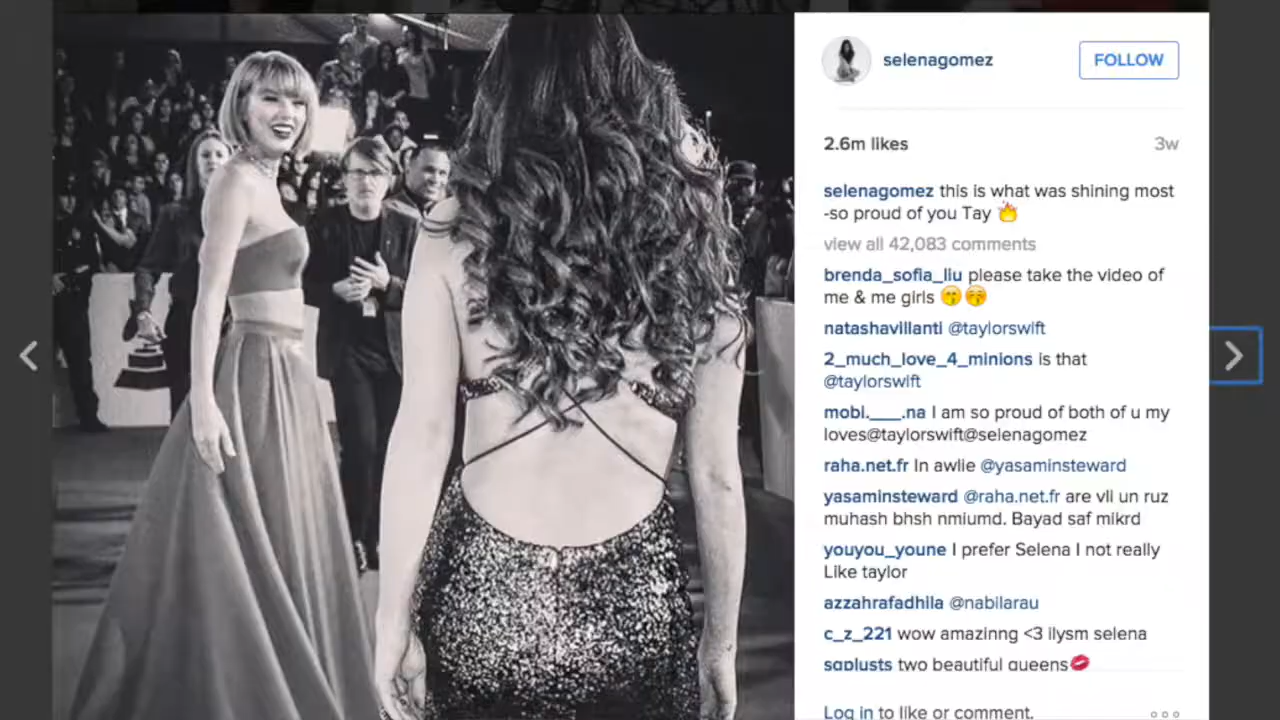 selenagomez
FOLLOW
2.6m likes
3w
selenagomez this is what was shining most
-so proud of you Tay 🔥
view all 42,083 comments
brenda_sofia_liu please take the video of
me & me girls 😙😚
natashavillanti @taylorswift
2_much_love_4_minions is that
@taylorswift
mobi.___.na I am so proud of both of u my
loves@taylorswift@selenagomez
raha.net.fr In awlie @yasaminsteward
yasaminsteward @raha.net.fr are vll un ruz
muhash bhsh nmiumd. Bayad saf mikrd
youyou_youne I prefer Selena I not really
Like taylor
azzahrafadhila @nabilarau
c_z_221 wow amazinng <3 ilysm selena
saplusts two beautiful queens💋
Log in to like or comment.